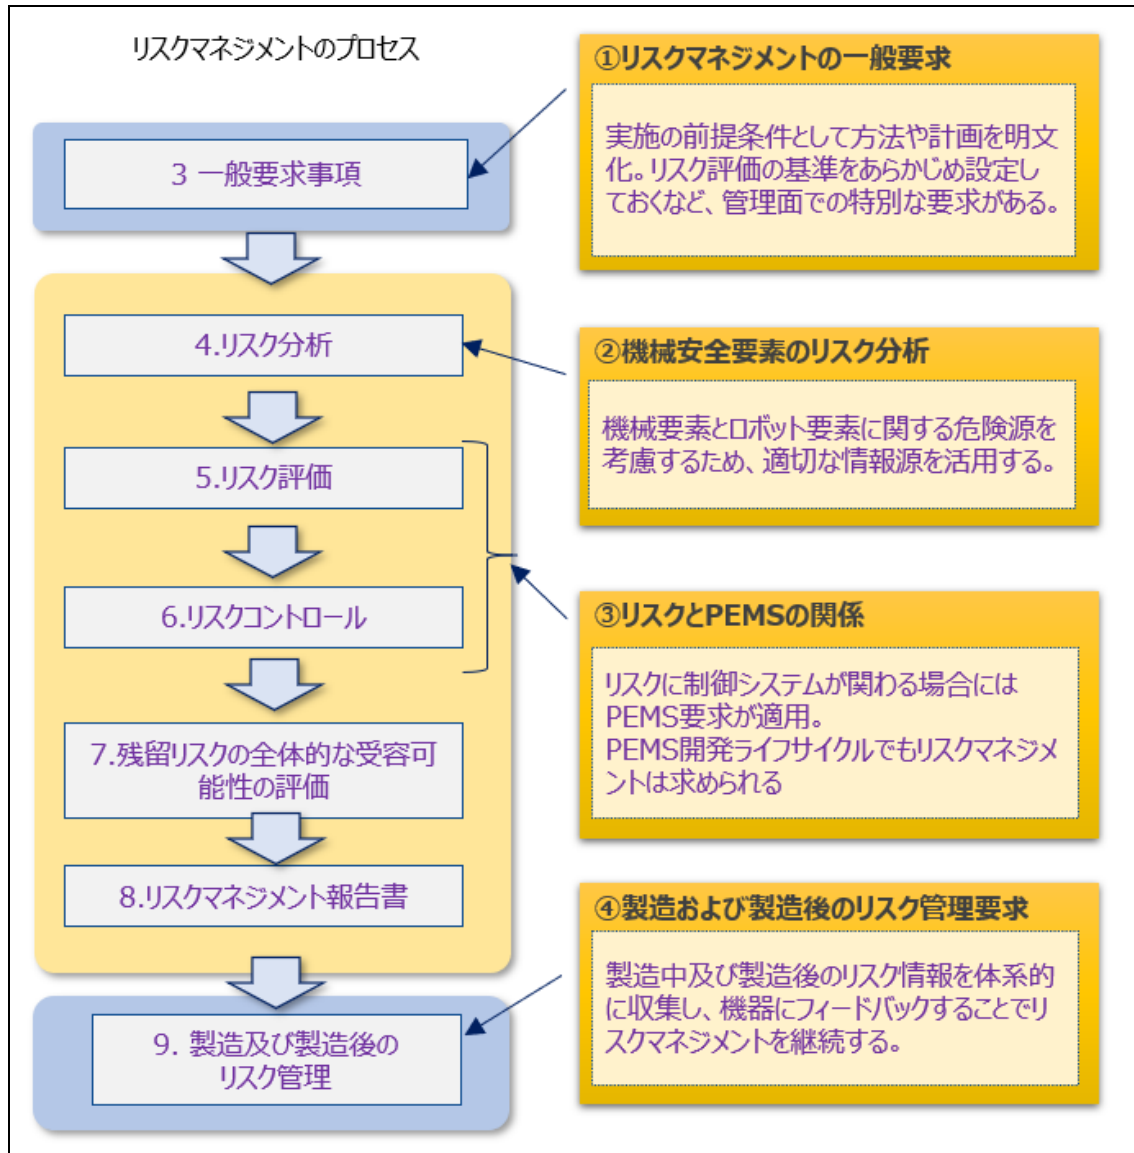 リスクマネジメントのプロセス
3 一般要求事項
4.リスク分析
5.リスク評価
6.リスクコントロール
7.残留リスクの全体的な受容可
能性の評価
8.リスクマネジメント報告書
9. 製造及び製造後の
リスク管理
①リスクマネジメントの一般要求
実施の前提条件として方法や計画を明文
化。リスク評価の基準をあらかじめ設定し
ておくなど、管理面での特別な要求がある。
②機械安全要素のリスク分析
機械要素とロボット要素に関する危険源を
考慮するため、適切な情報源を活用する。
③リスクとPEMSの関係
リスクに制御システムが関わる場合には
PEMS要求が適用。
PEMS開発ライフサイクルでもリスクマネジメ
ントは求められる
④製造および製造後のリスク管理要求
製造中及び製造後のリスク情報を体系的
に収集し、機器にフィードバックすることでリ
スクマネジメントを継続する。